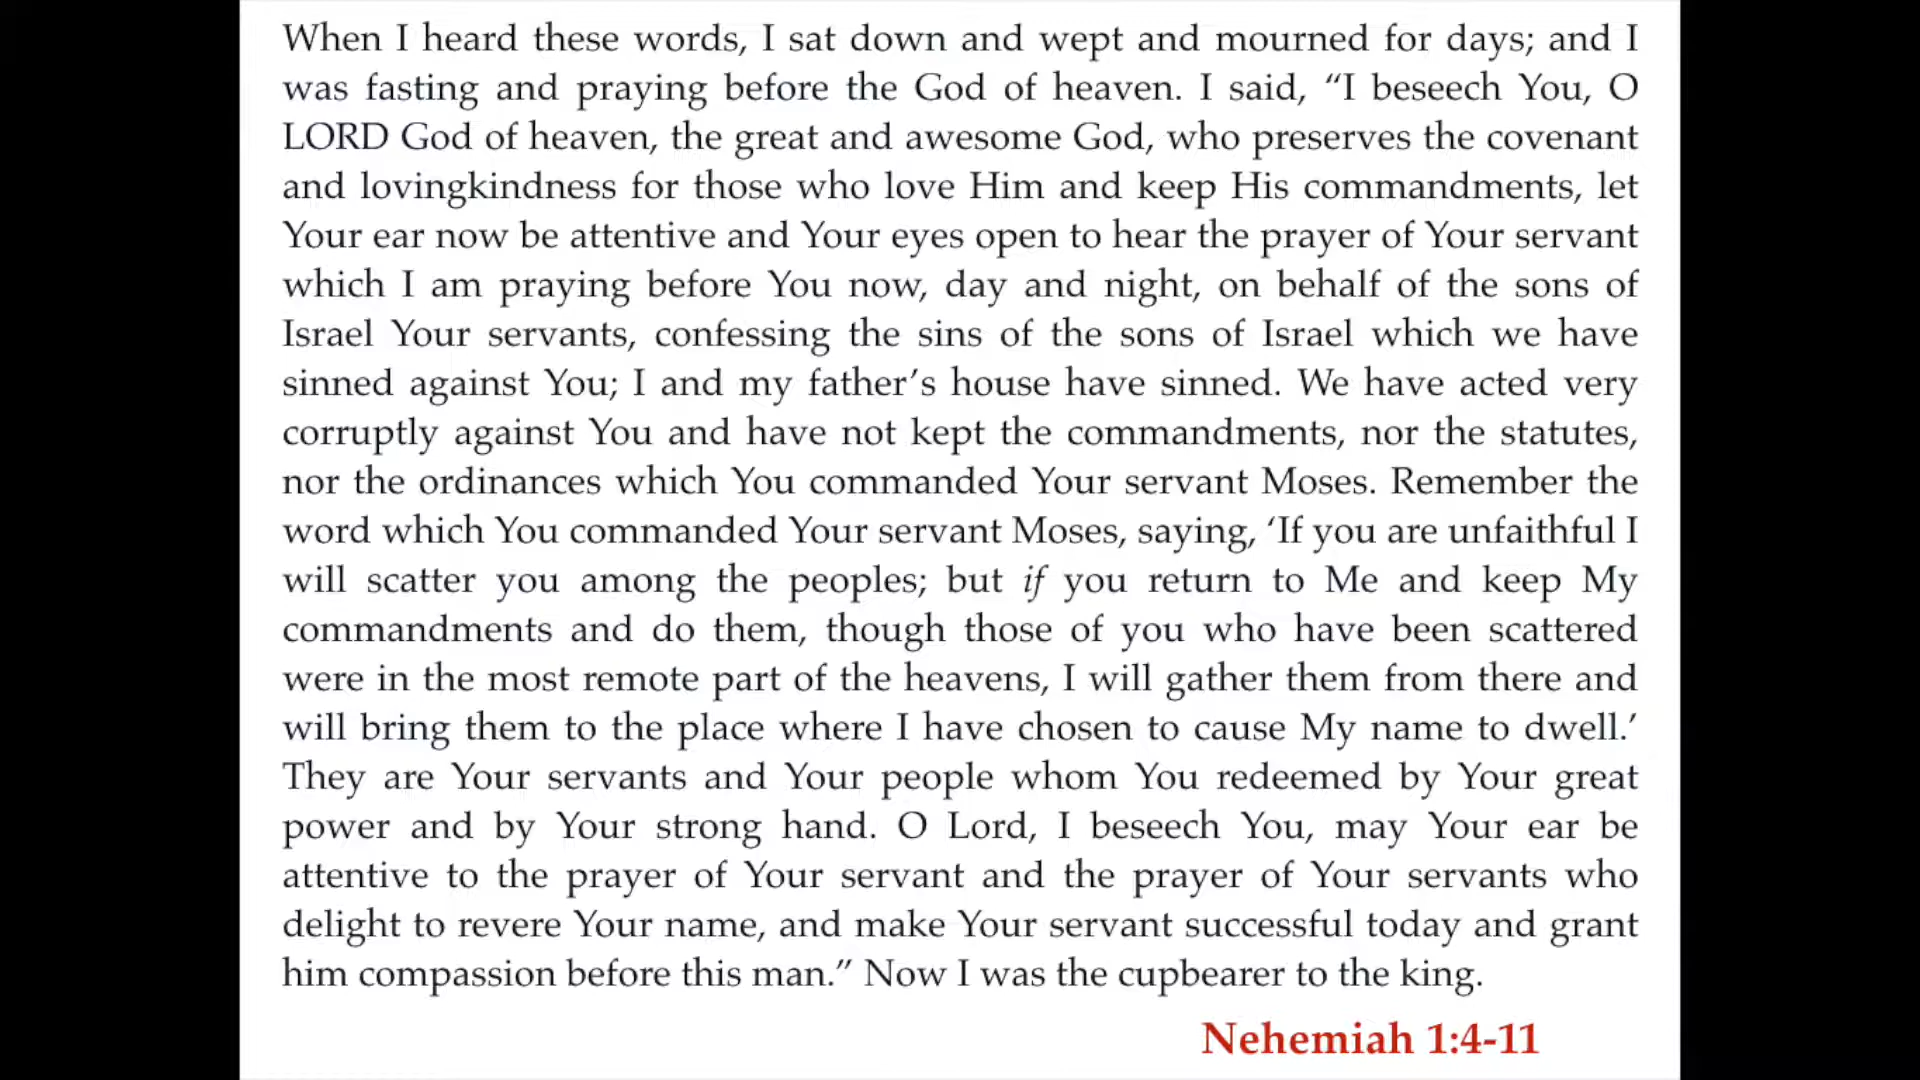 When I heard these words, I sat down and wept and mourned for days; and I
was fasting and praying before the God of heaven. I said, “I beseech You, O
LORD God of heaven, the great and awesome God, who preserves the covenant
and lovingkindness for those who love Him and keep His commandments, let
Your ear now be attentive and Your eyes open to hear the prayer of Your servant
which I am praying before You now, day and night, on behalf of the sons of
Israel Your servants, confessing the sins of the sons of Israel which we have
sinned against You; I and my father’s house have sinned. We have acted very
corruptly against You and have not kept the commandments, nor the statutes,
nor the ordinances which You commanded Your servant Moses. Remember the
word which You commanded Your servant Moses, saying, ‘If you are unfaithful I
will scatter you among the peoples; but if you return to Me and keep My
commandments and do them, though those of you who have been scattered
were in the most remote part of the heavens, I will gather them from there and
will bring them to the place where I have chosen to cause My name to dwell.’
They are Your servants and Your people whom You redeemed by Your great
power and by Your strong hand. O Lord, I beseech You, may Your ear be
attentive to the prayer of Your servant and the prayer of Your servants who
delight to revere Your name, and make Your servant successful today and grant
him compassion before this man.” Now I was the cupbearer to the king.
Nehemiah 1:4-11